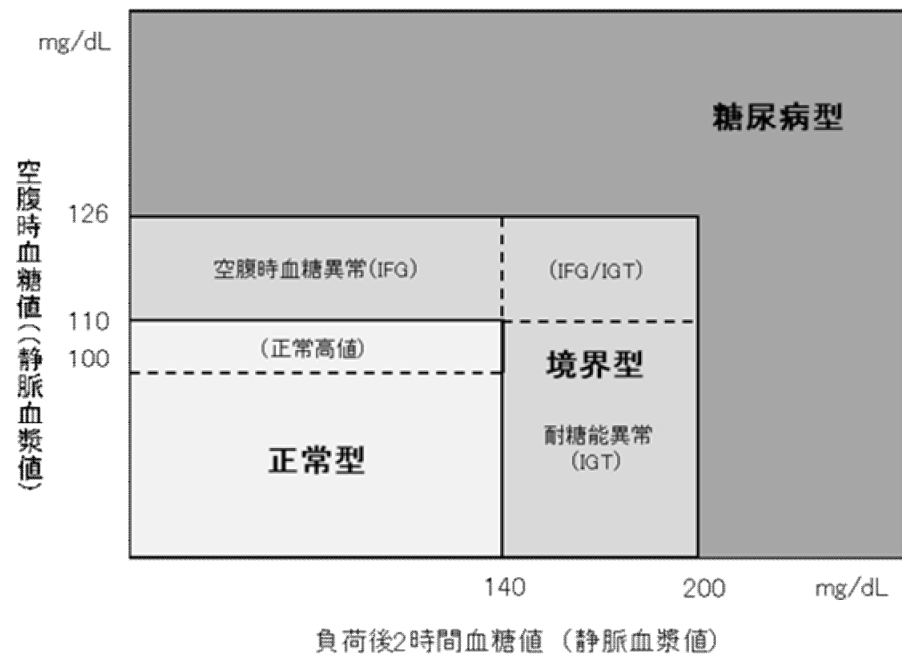 mg/dL
糖尿病型
空腹時血糖値((静脈血漿値)
126
空腹時血糖異常(IFG)
(IFG/IGT)
110
(正常高値)
100
境界型
正常型
耐糖能異常
(IGT)
140
200
mg/dL
負荷後2時間血糖値 (静脈血漿値)